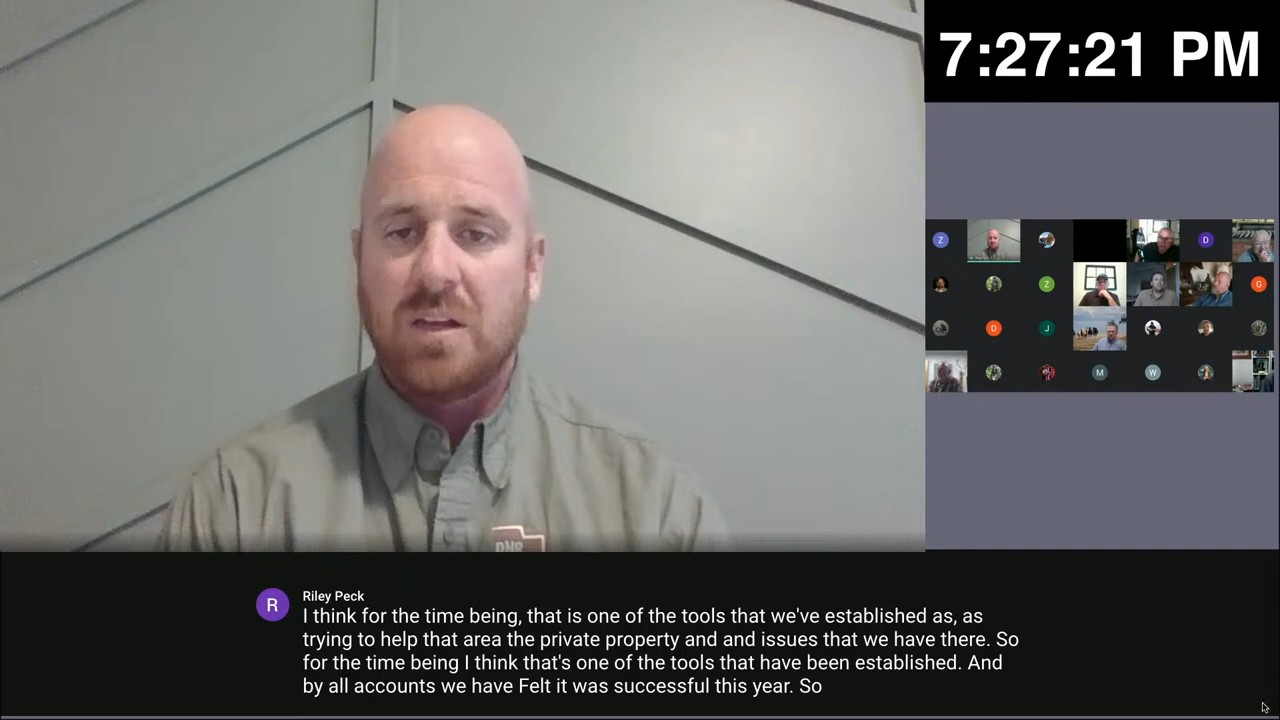 7:27:21 PM
Z
D
Z
G
D
J
M
W
DNR
R
Riley Peck
I think for the time being, that is one of the tools that we've established as, as
trying to help that area the private property and and issues that we have there. So
for the time being I think that's one of the tools that have been established. And
by all accounts we have Felt it was successful this year. So